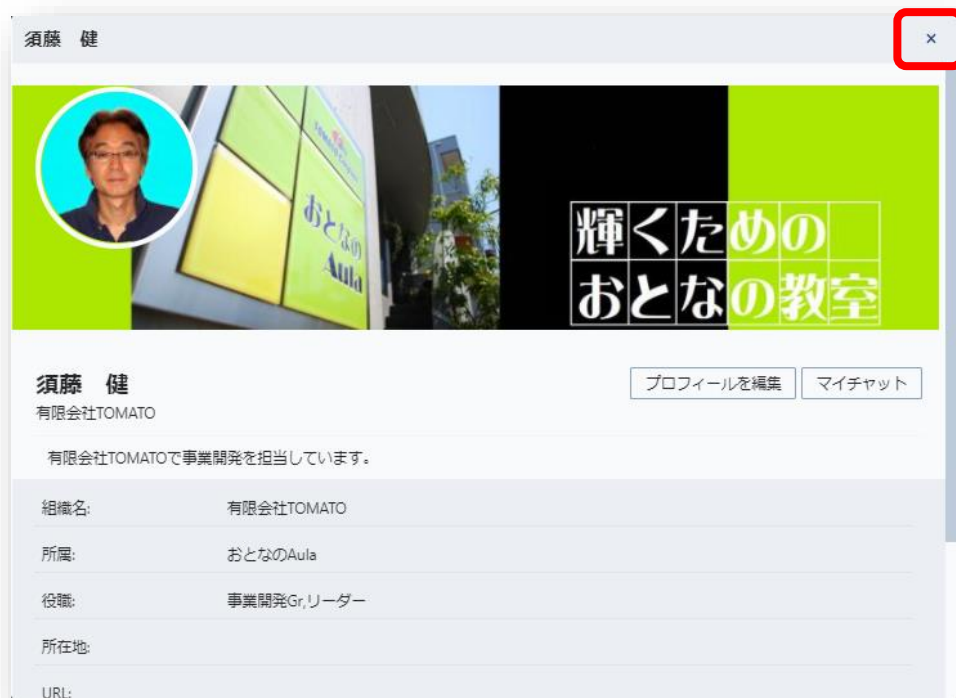 須藤　健
×
おとなの
Aula
輝くための
おとなの教室
須藤　健
プロフィールを編集
マイチャット
有限会社TOMATO
有限会社TOMATOで事業開発を担当しています。
組織名: 有限会社TOMATO
所属: おとなのAula
役職: 事業開発Gr,リーダー
所在地:
URL: